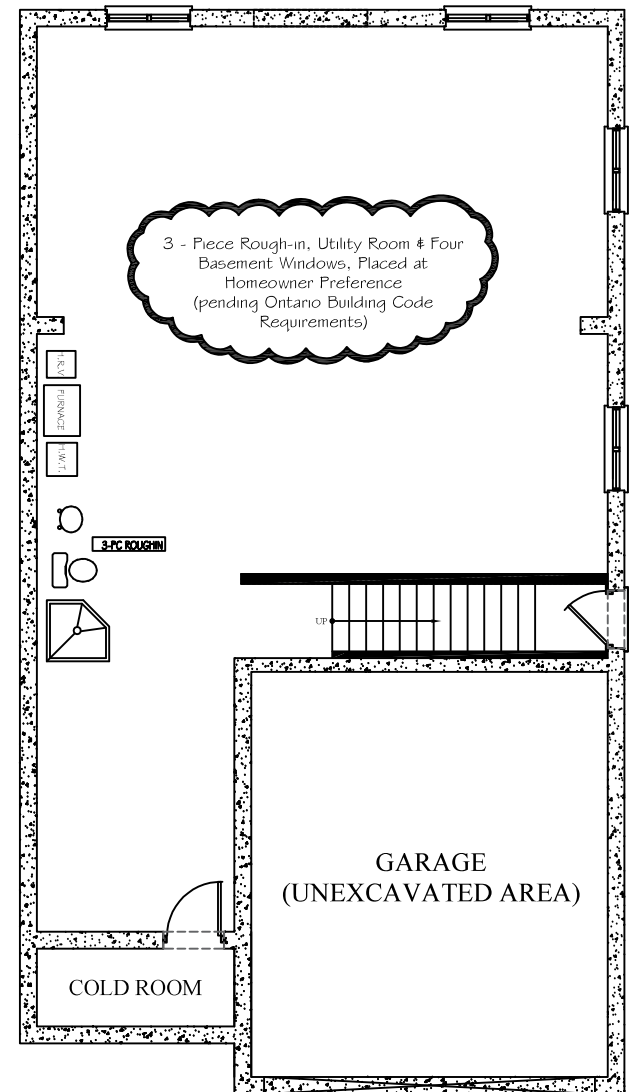 3 - Piece Rough-in, Utility Room & Four
Basement Windows, Placed at
Homeowner Preference
(pending Ontario Building Code
Requirements)
H.R.V
FURNACE
H.W.T.
3-PC ROUGHIN
UP
GARAGE
(UNEXCAVATED AREA)
COLD ROOM